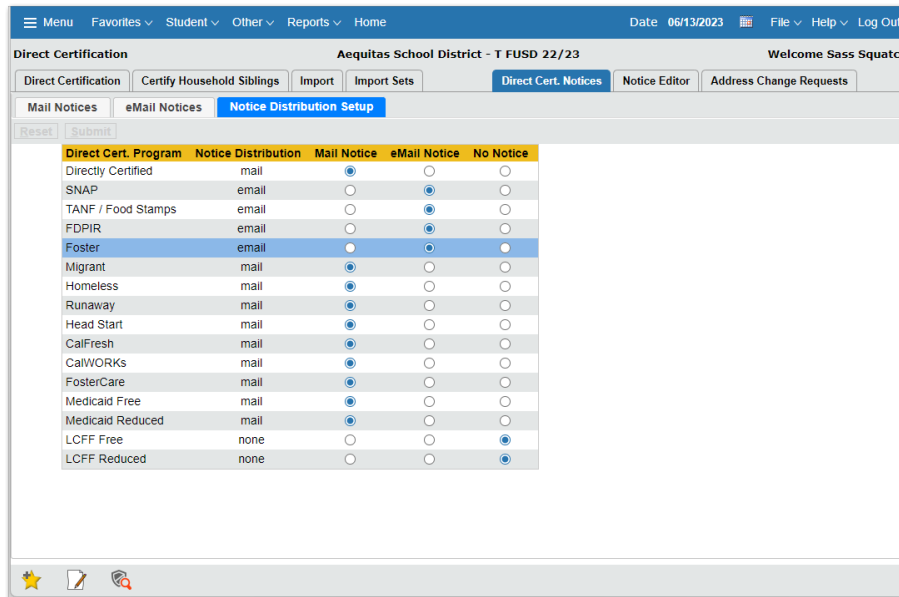 Menu Favorites Student Other Reports Home Date 06/13/2023 File Help Log Out
Direct Certification Aequitas School District - T FUSD 22/23 Welcome Sass Squatc
Direct Certification Certify Household Siblings Import Import Sets Direct Cert. Notices Notice Editor Address Change Requests
Mail Notices eMail Notices Notice Distribution Setup
Reset Submit
Direct Cert. Program Notice Distribution Mail Notice eMail Notice No Notice
Directly Certified mail
SNAP email
TANF / Food Stamps email
FDPIR email
Foster email
Migrant mail
Homeless mail
Runaway mail
Head Start mail
CalFresh mail
CalWORKs mail
FosterCare mail
Medicaid Free mail
Medicaid Reduced mail
LCFF Free none
LCFF Reduced none